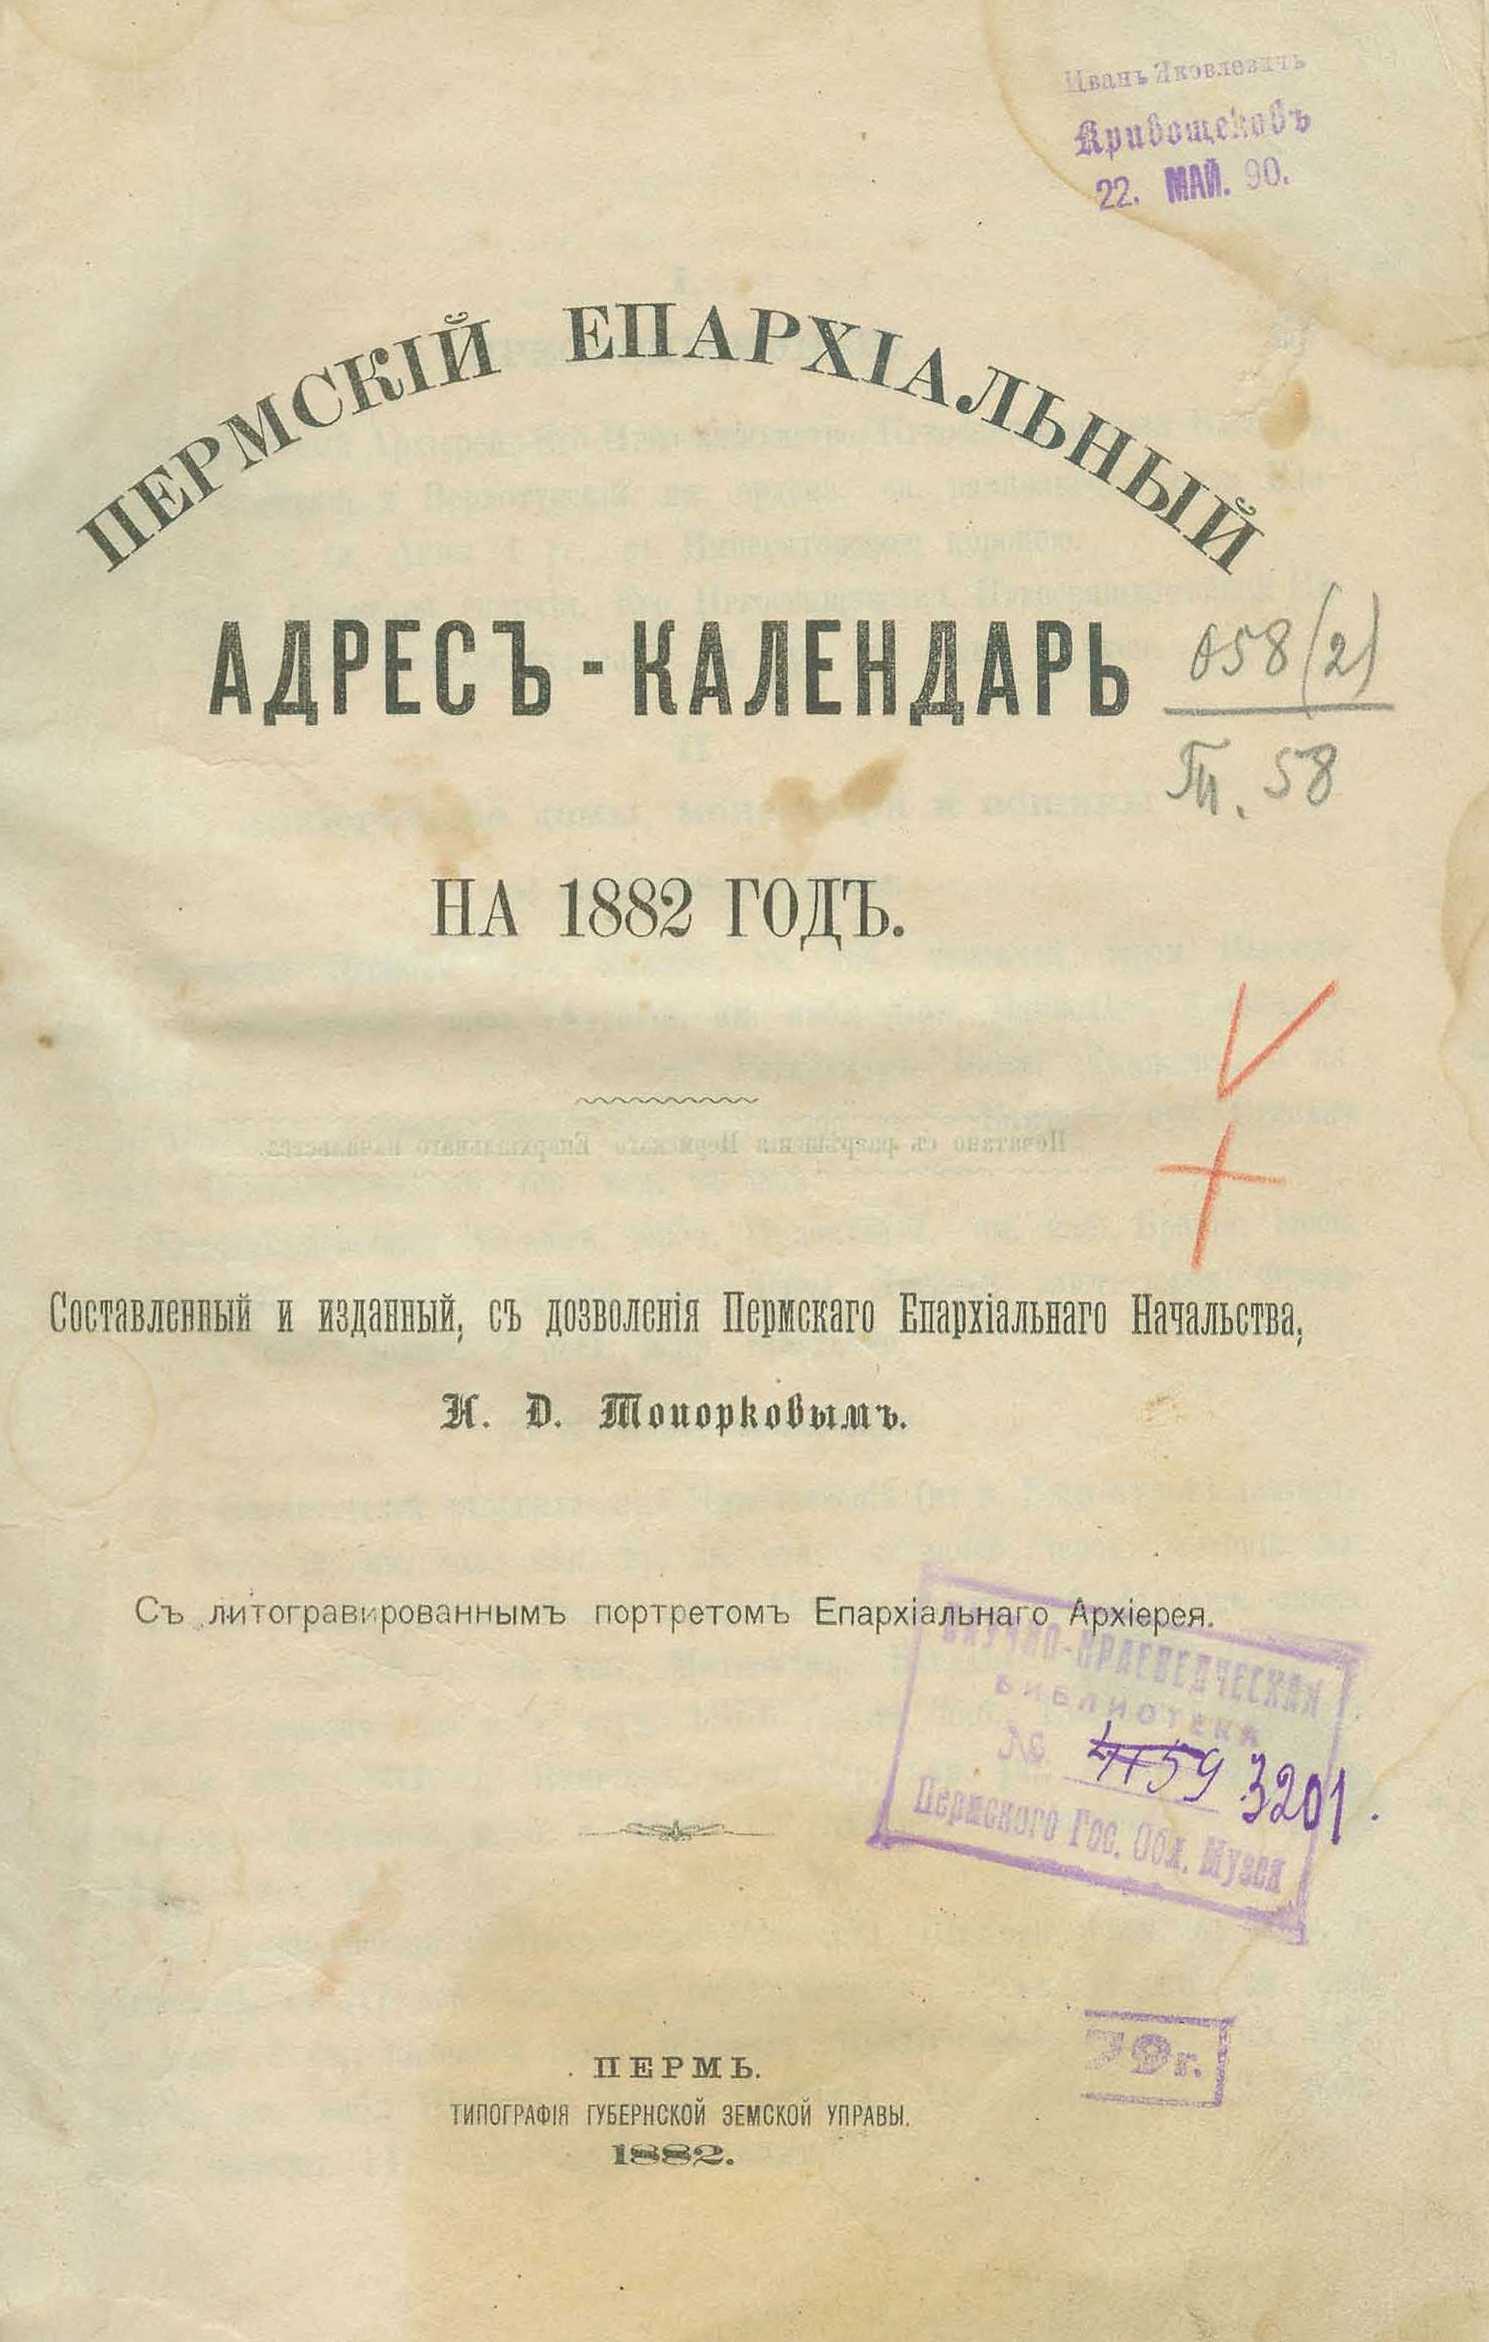 Иванъ Яковлевичъ
Кривощековъ
22. МАЙ. 90.
ПЕРМСКІЙ ЕПАРХІАЛЬНЫЙ
АДРЕСЪ-КАЛЕНДАРЬ
058(2)
58
НА 1882 ГОДЪ.
Печатано съ разрѣшенія Пермскаго Епархіальнаго Начальства.
Составленный и изданный, съ дозволенія Пермскаго Епархіальнаго Начальства,
Н. Д. Топорковымъ.
Съ литогравированнымъ портретомъ Епархіальнаго Архіерея.
НАУЧНО-КРАЕВЕДЧЕСКАЯ
БИБЛИОТЕКА
№ 4159 3201.
Пермского Гос. Обл. Музея
79г.
ПЕРМЬ.
ТИПОГРАФІЯ ГУБЕРНСКОЙ ЗЕМСКОЙ УПРАВЫ.
1882.